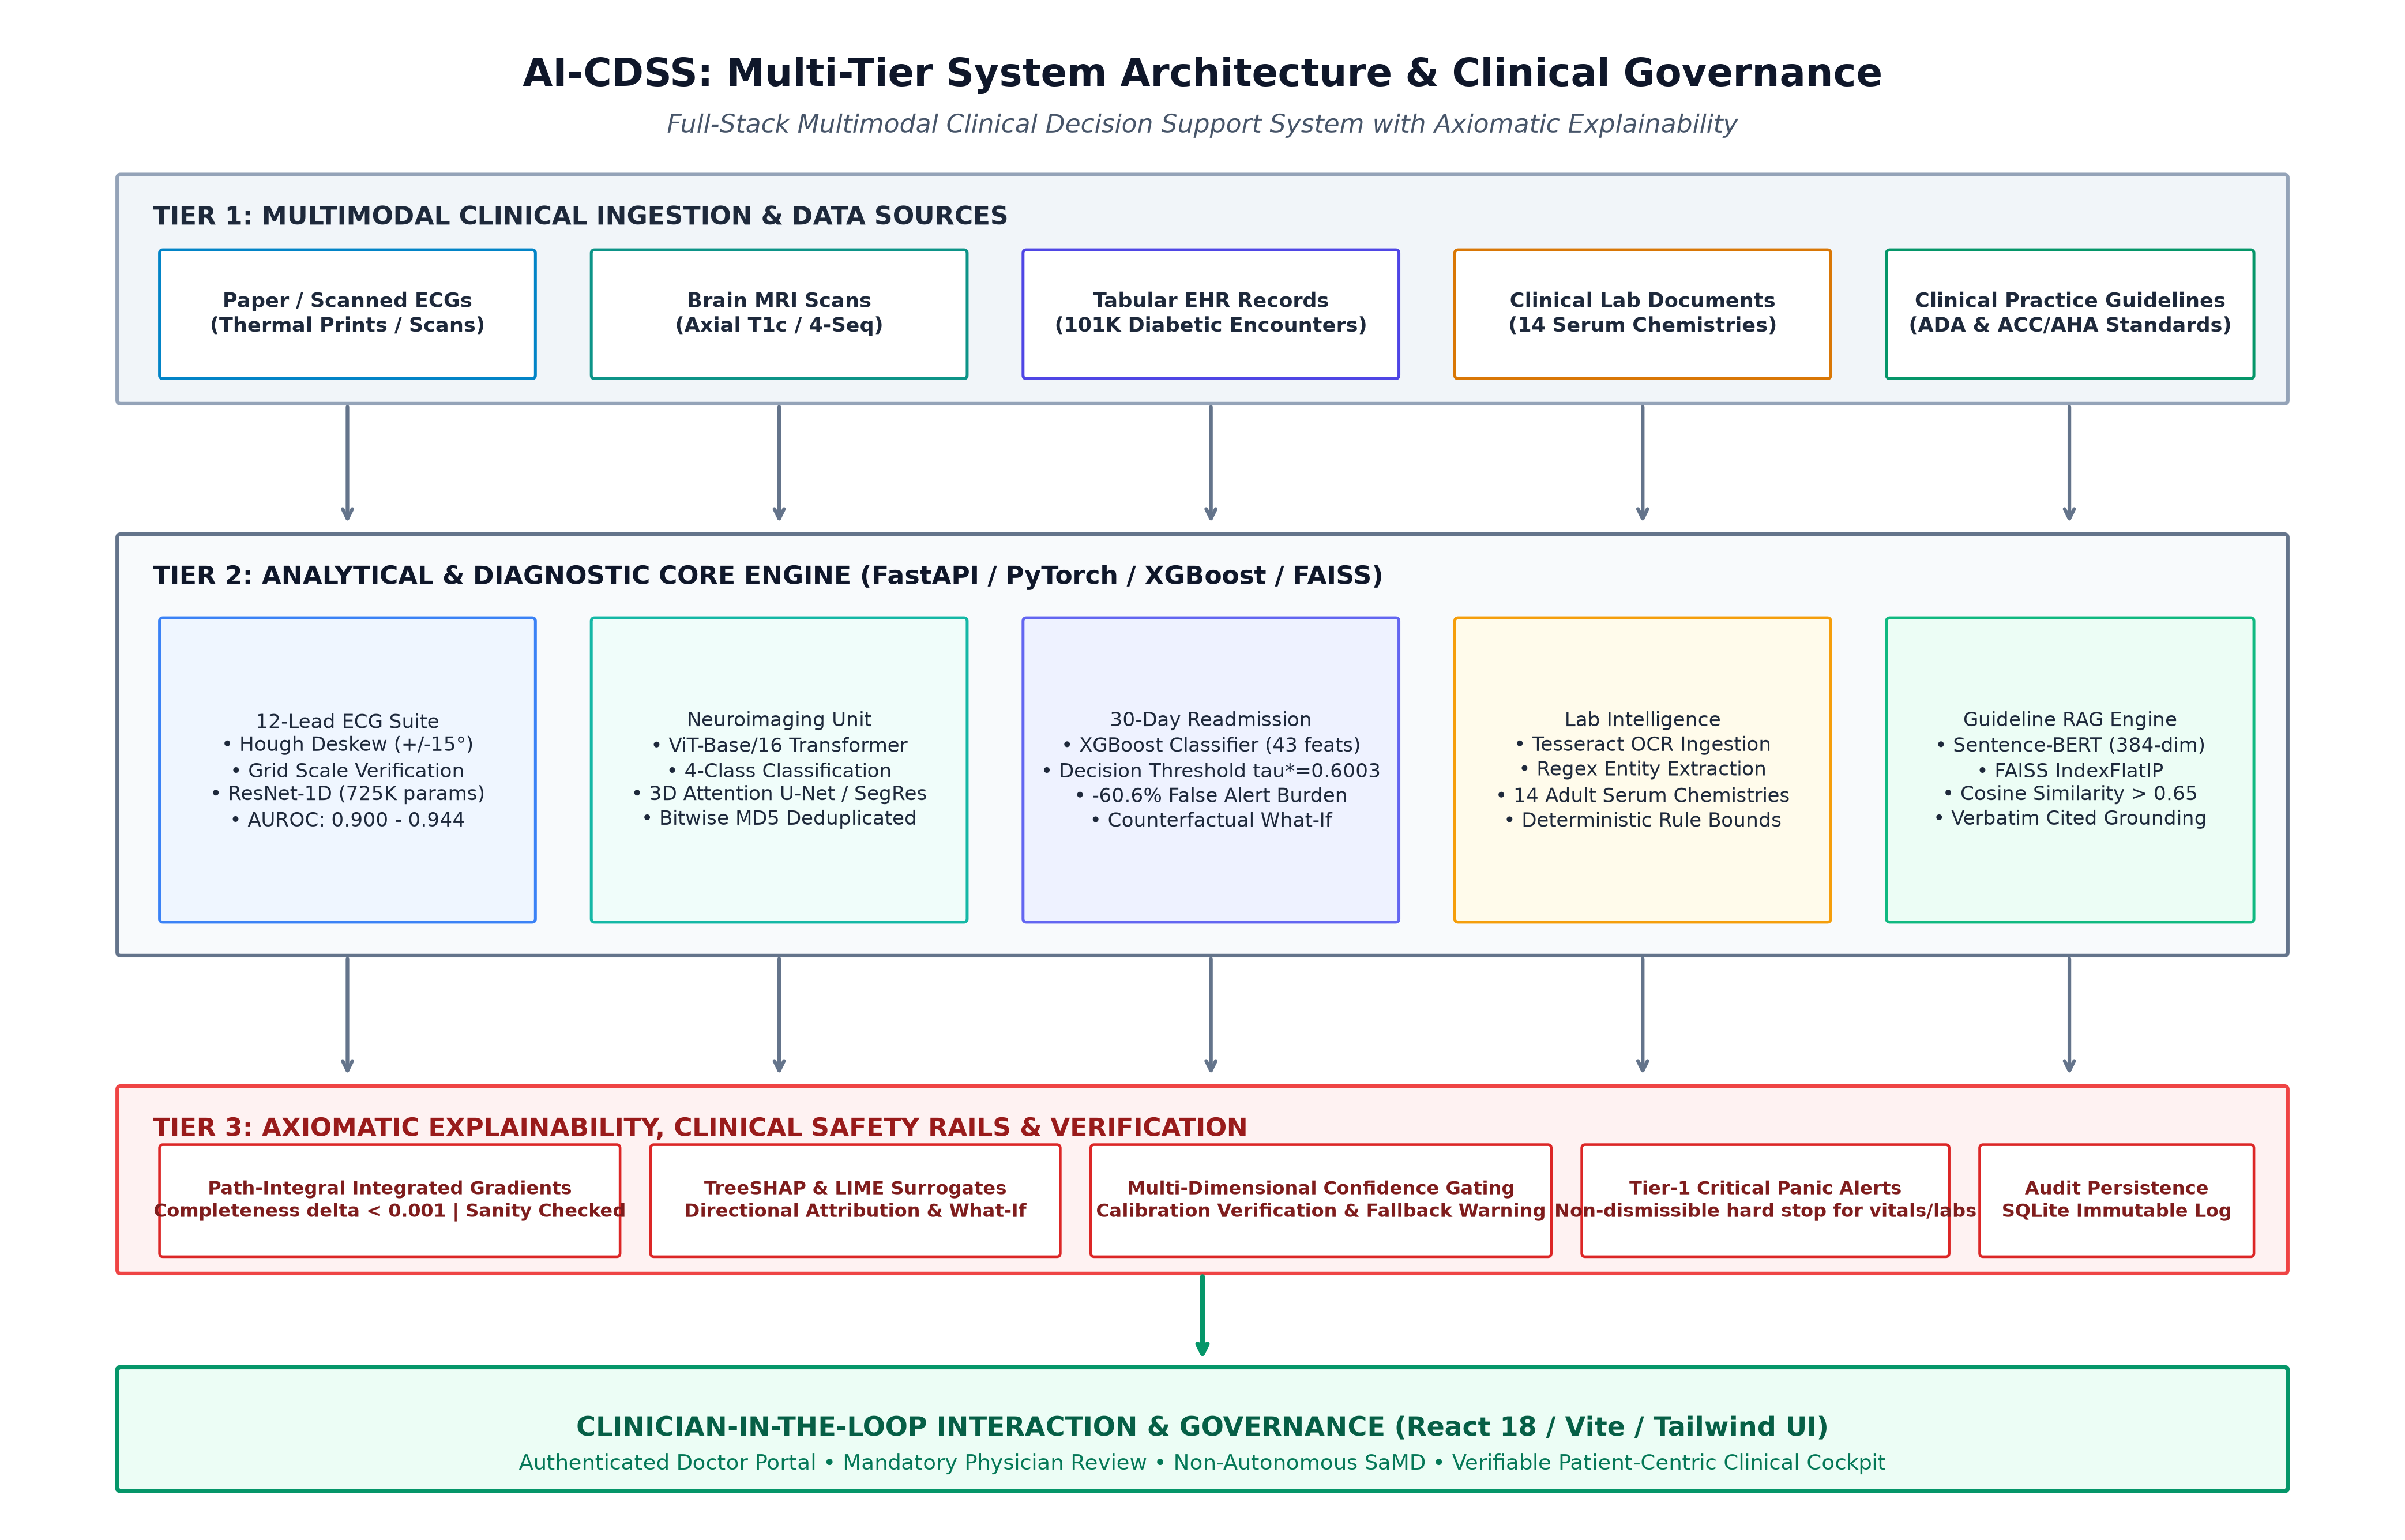 AI-CDSS: Multi-Tier System Architecture & Clinical Governance
Full-Stack Multimodal Clinical Decision Support System with Axiomatic Explainability
TIER 1: MULTIMODAL CLINICAL INGESTION & DATA SOURCES
Paper / Scanned ECGs
(Thermal Prints / Scans)
Brain MRI Scans
(Axial T1c / 4-Seq)
Tabular EHR Records
(101K Diabetic Encounters)
Clinical Lab Documents
(14 Serum Chemistries)
Clinical Practice Guidelines
(ADA & ACC/AHA Standards)
TIER 2: ANALYTICAL & DIAGNOSTIC CORE ENGINE (FastAPI / PyTorch / XGBoost / FAISS)
12-Lead ECG Suite
• Hough Deskew (+/-15°)
• Grid Scale Verification
• ResNet-1D (725K params)
• AUROC: 0.900 - 0.944
Neuroimaging Unit
• ViT-Base/16 Transformer
• 4-Class Classification
• 3D Attention U-Net / SegRes
• Bitwise MD5 Deduplicated
30-Day Readmission
• XGBoost Classifier (43 feats)
• Decision Threshold tau*=0.6003
• -60.6% False Alert Burden
• Counterfactual What-If
Lab Intelligence
• Tesseract OCR Ingestion
• Regex Entity Extraction
• 14 Adult Serum Chemistries
• Deterministic Rule Bounds
Guideline RAG Engine
• Sentence-BERT (384-dim)
• FAISS IndexFlatIP
• Cosine Similarity > 0.65
• Verbatim Cited Grounding
TIER 3: AXIOMATIC EXPLAINABILITY, CLINICAL SAFETY RAILS & VERIFICATION
Path-Integral Integrated Gradients
Completeness delta < 0.001 | Sanity Checked
TreeSHAP & LIME Surrogates
Directional Attribution & What-If
Multi-Dimensional Confidence Gating
Calibration Verification & Fallback Warning
Tier-1 Critical Panic Alerts
Non-dismissible hard stop for vitals/labs
Audit Persistence
SQLite Immutable Log
CLINICIAN-IN-THE-LOOP INTERACTION & GOVERNANCE (React 18 / Vite / Tailwind UI)
Authenticated Doctor Portal • Mandatory Physician Review • Non-Autonomous SaMD • Verifiable Patient-Centric Clinical Cockpit